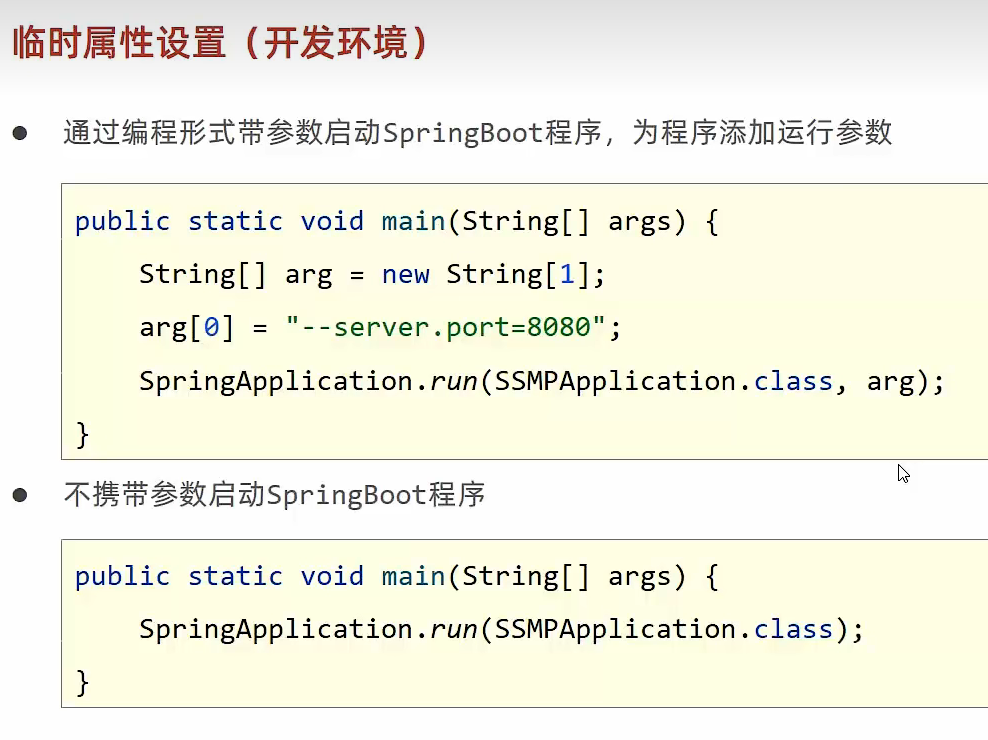 临时属性设置（开发环境）
● 通过编程形式带参数启动SpringBoot程序，为程序添加运行参数
public static void main(String[] args) {
    String[] arg = new String[1];
    arg[0] = "--server.port=8080";
    SpringApplication.run(SSMPApplication.class, arg);
}
● 不携带参数启动SpringBoot程序
public static void main(String[] args) {
    SpringApplication.run(SSMPApplication.class);
}